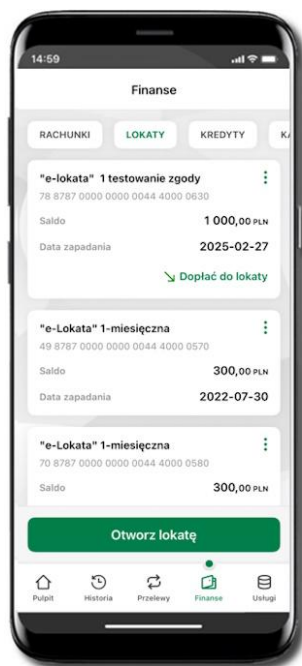 14:59
Finanse
RACHUNKI LOKATY KREDYTY
"e-lokata" 1 testowanie zgody
78 8787 0000 0000 0044 4000 0630
Saldo 1 000,00 PLN
Data zapadania 2025-02-27
Dopłać do lokaty
"e-Lokata" 1-miesięczna
49 8787 0000 0000 0044 4000 0570
Saldo 300,00 PLN
Data zapadania 2022-07-30
"e-Lokata" 1-miesięczna
70 8787 0000 0000 0044 4000 0580
Saldo 300,00 PLN
Otworz lokatę
Pulpit Historia Przelewy Finanse Usługi